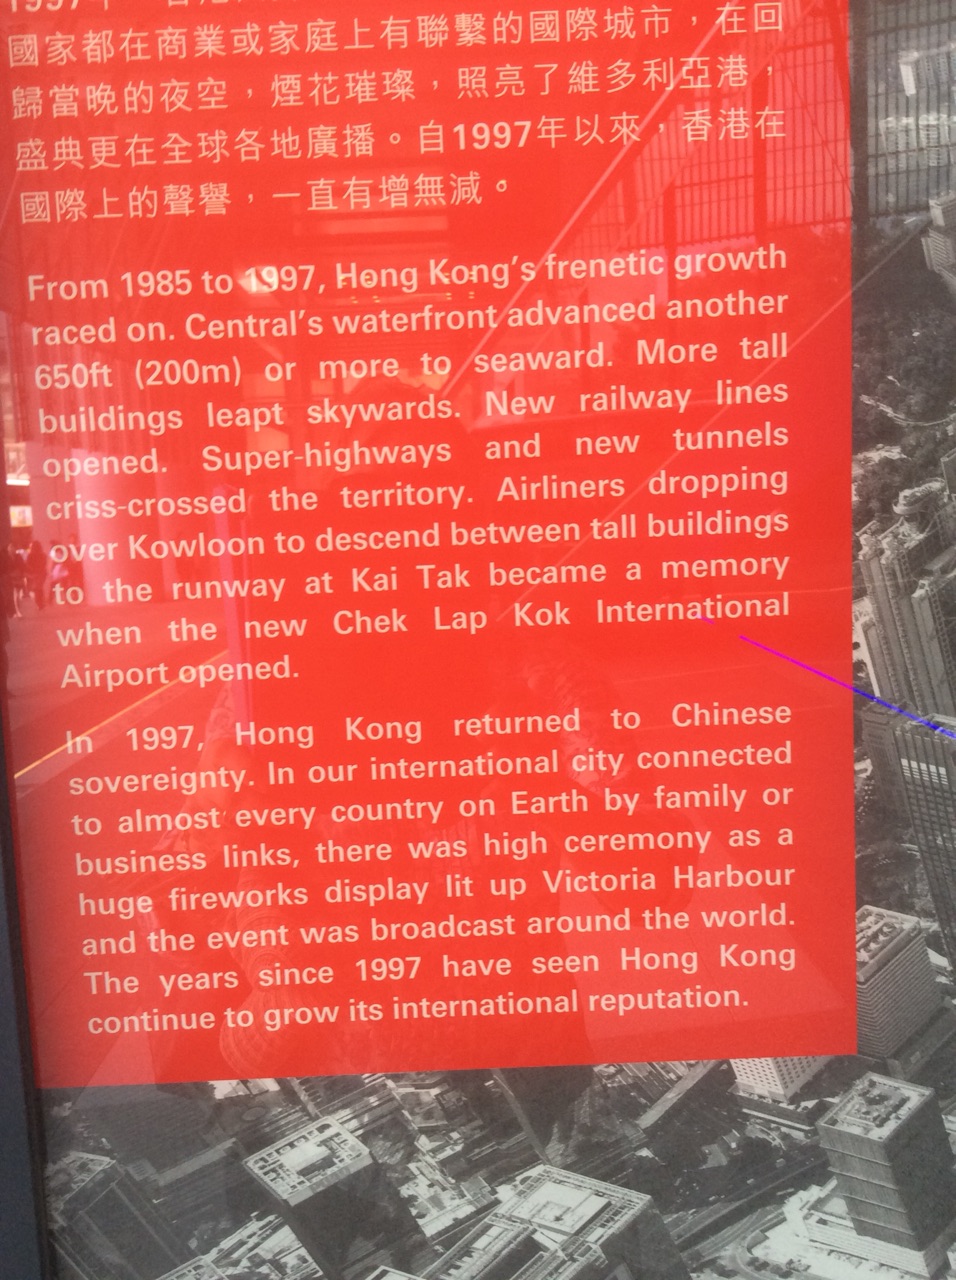 1997年
國家都在商業或家庭上有聯繫的國際城市，在回
歸當晚的夜空，煙花璀璨，照亮了維多利亞港，
盛典更在全球各地廣播。自1997年以來，香港在
國際上的聲譽，一直有增無減。
From 1985 to 1997, Hong Kong's frenetic growth
raced on. Central's waterfront advanced another
650ft (200m) or more to seaward. More tall
buildings leapt skywards. New railway lines
opened. Super-highways and new tunnels
criss-crossed the territory. Airliners dropping
over Kowloon to descend between tall buildings
to the runway at Kai Tak became a memory
when the new Chek Lap Kok International
Airport opened.
In 1997, Hong Kong returned to Chinese
sovereignty. In our international city connected
to almost every country on Earth by family or
business links, there was high ceremony as a
huge fireworks display lit up Victoria Harbour
and the event was broadcast around the world.
The years since 1997 have seen Hong Kong
continue to grow its international reputation.